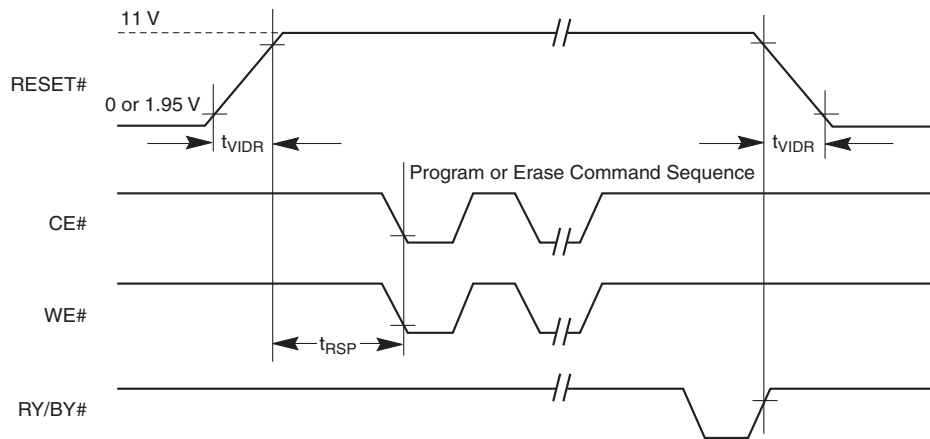 11 V
RESET#
0 or 1.95 V
tVIDR
tVIDR
Program or Erase Command Sequence
CE#
WE#
tRSP
RY/BY#